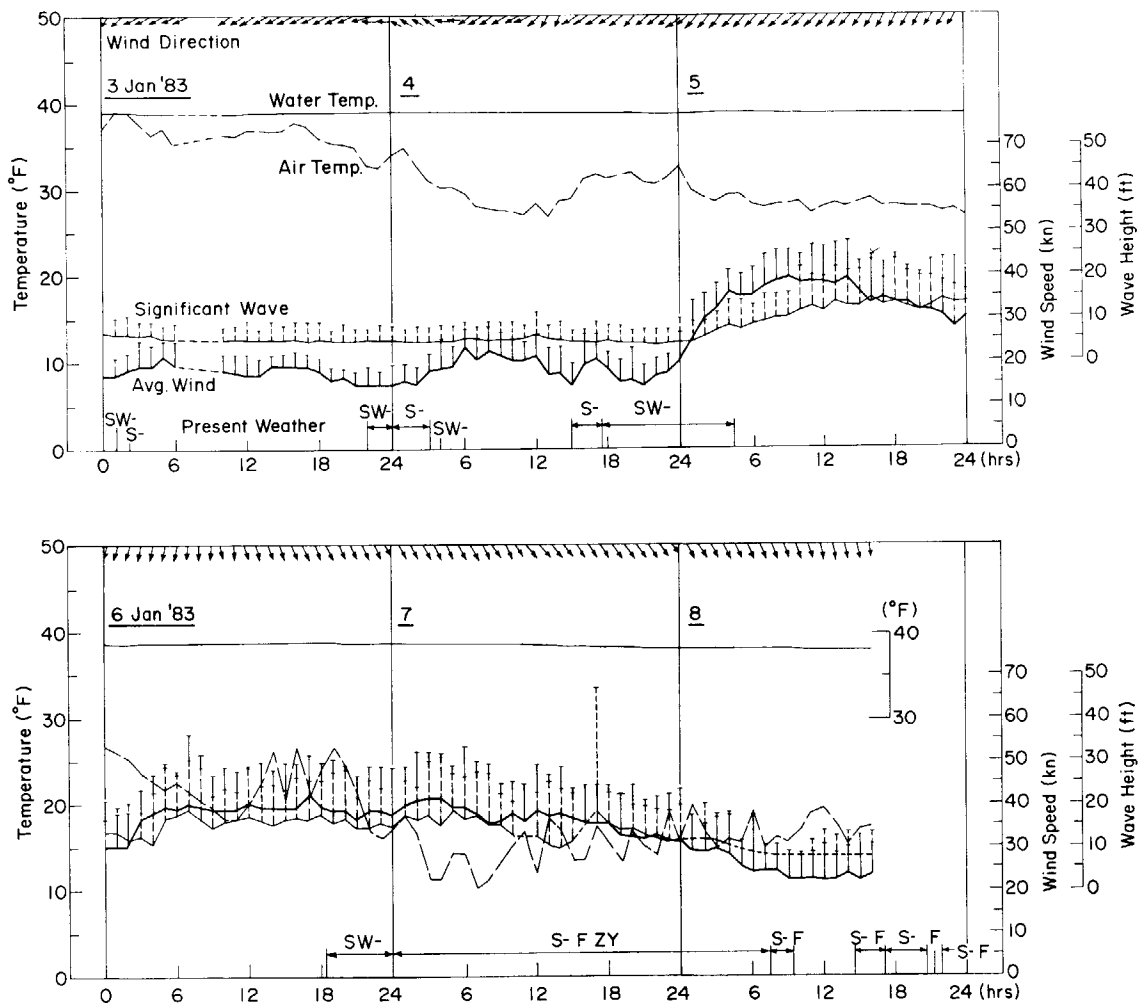 50
Wind Direction
3 Jan '83
4
5
40
Water Temp.
Air Temp.
30
20
10
0
Temperature (°F)
Significant Wave
Avg. Wind
SW-
S-
Present Weather
SW-
S-
SW-
S-
SW-
0 6 12 18 24 6 12 18 24 6 12 18 24 (hrs)
70
60
50
40
30
20
10
0
Wind Speed (kn)
50
40
30
20
10
0
Wave Height (ft)
50
6 Jan '83
7
8
40
30
20
10
0
Temperature (°F)
(°F)
40
30
SW-
S- F ZY
S- F
S- F
S-
F
S- F
0 6 12 18 24 6 12 18 24 6 12 18 24 (hrs)
70
60
50
40
30
20
10
0
Wind Speed (kn)
50
40
30
20
10
0
Wave Height (ft)